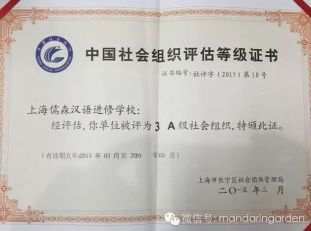 中国社会组织评估等级证书
证书编号：社评字（2015）第10号
上海儒森汉语进修学校：
经评估，你单位被评为 3 A 级社会组织，特颁此证。
（有效期五年2015 年 03 月至2020 年03 月）
上海市长宁区社会团体管理局
二〇一五年三月
微信号: mandaringarden